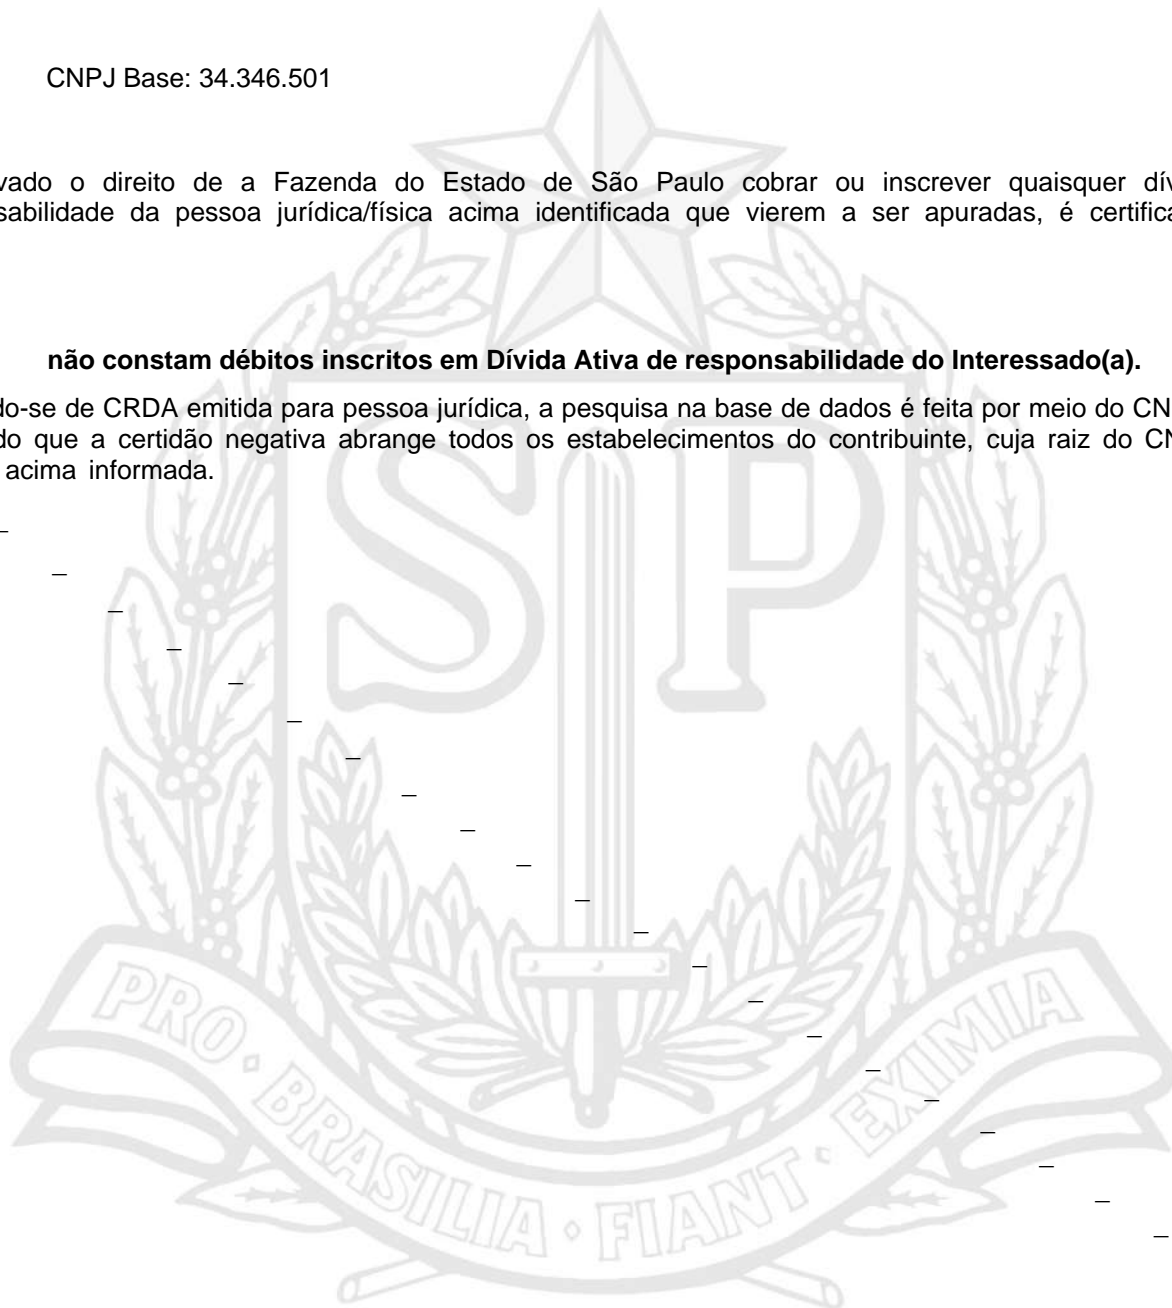 CNPJ Base: 34.346.501
vado o direito de a Fazenda do Estado de São Paulo cobrar ou inscrever quaisquer dív
sabilidade da pessoa jurídica/física acima identificada que vierem a ser apuradas, é certifica
não constam débitos inscritos em Dívida Ativa de responsabilidade do Interessado(a).
do-se de CRDA emitida para pessoa jurídica, a pesquisa na base de dados é feita por meio do CN
do que a certidão negativa abrange todos os estabelecimentos do contribuinte, cuja raiz do CN
acima informada.
SP
PRO • BRASILIA • FIANT • EXIMIA